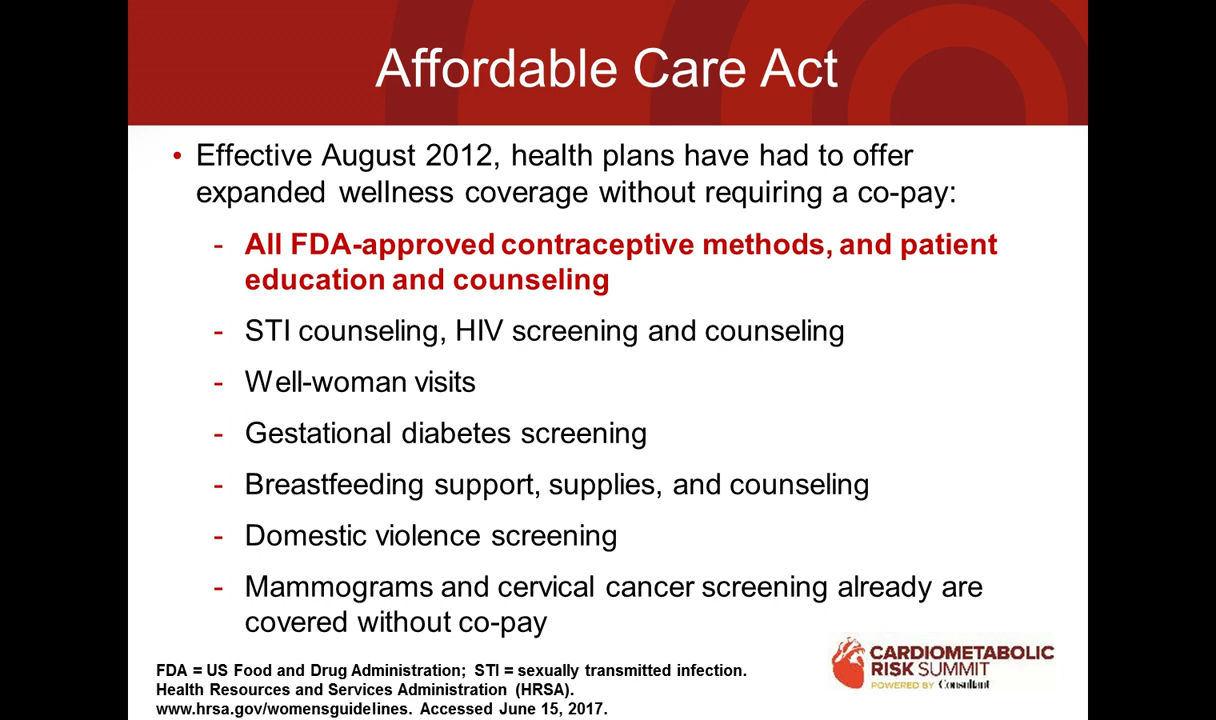 Affordable Care Act
• Effective August 2012, health plans have had to offer
expanded wellness coverage without requiring a co-pay:
- All FDA-approved contraceptive methods, and patient
education and counseling
- STI counseling, HIV screening and counseling
- Well-woman visits
- Gestational diabetes screening
- Breastfeeding support, supplies, and counseling
- Domestic violence screening
- Mammograms and cervical cancer screening already are
covered without co-pay
FDA = US Food and Drug Administration; STI = sexually transmitted infection.
Health Resources and Services Administration (HRSA).
www.hrsa.gov/womensguidelines. Accessed June 15, 2017.
CARDIOMETABOLIC
RISK SUMMIT
POWERED BY Consultant